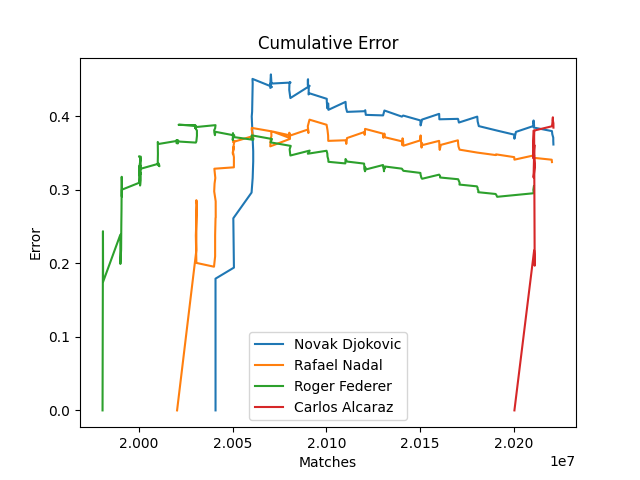 Cumulative Error
Error
0.4
0.3
0.2
0.1
0.0
Novak Djokovic
Rafael Nadal
Roger Federer
Carlos Alcaraz
2.000 2.005 2.010 2.015 2.020
Matches
1e7